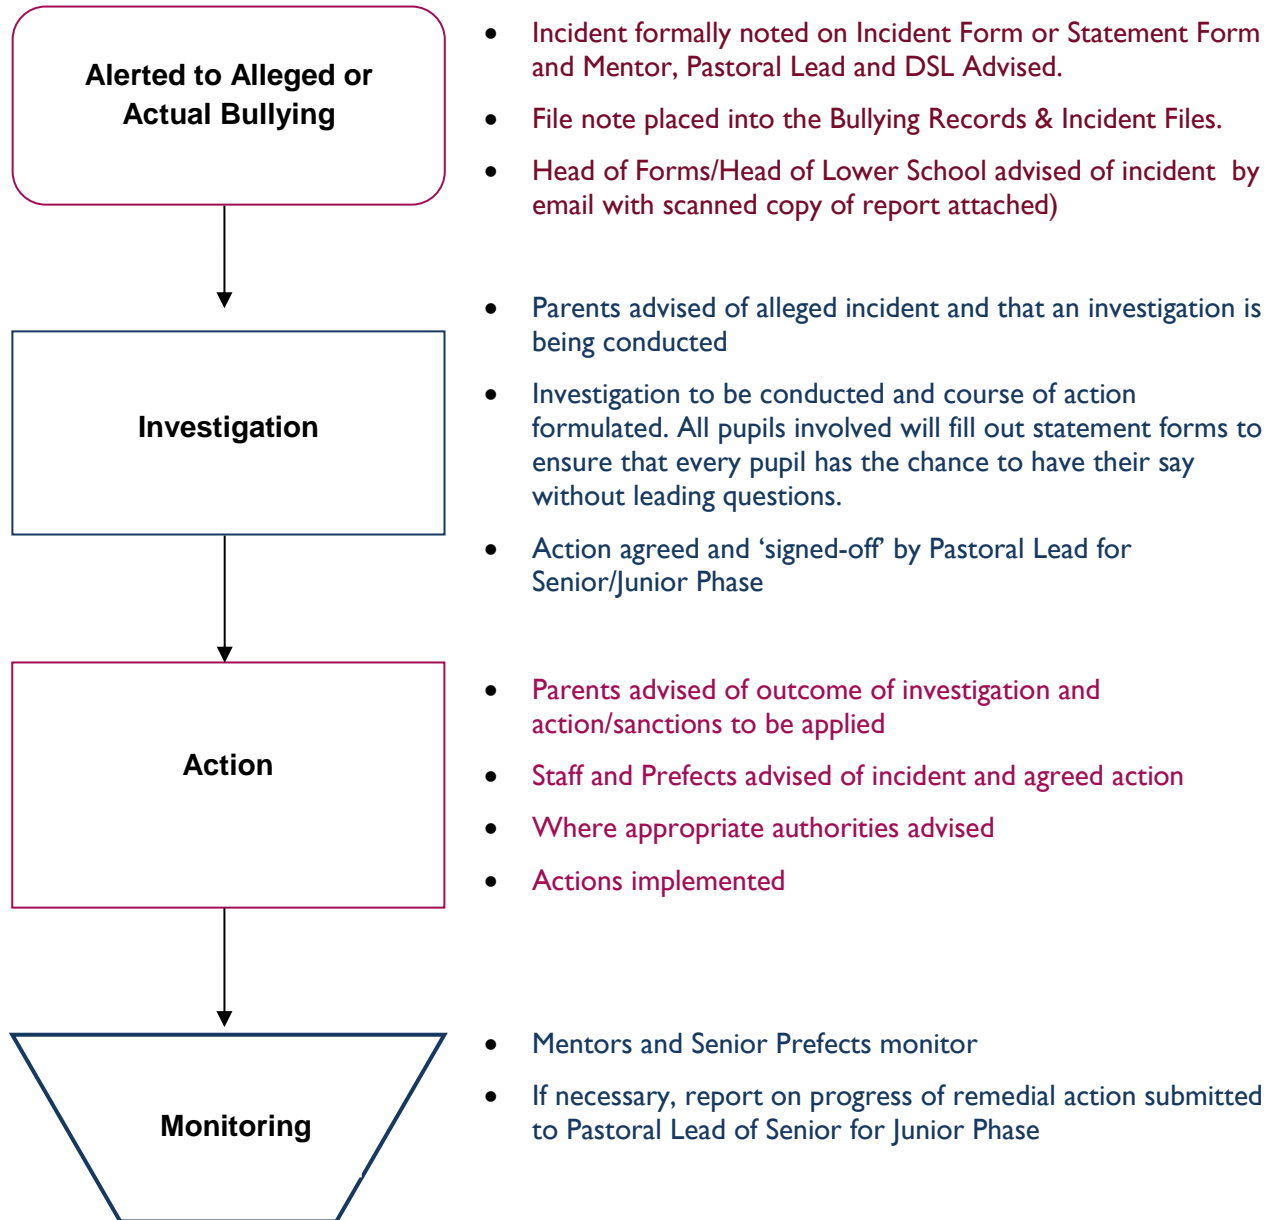 Alerted to Alleged or
Actual Bullying
• Incident formally noted on Incident Form or Statement Form
and Mentor, Pastoral Lead and DSL Advised.
• File note placed into the Bullying Records & Incident Files.
• Head of Forms/Head of Lower School advised of incident by
email with scanned copy of report attached)
Investigation
• Parents advised of alleged incident and that an investigation is
being conducted
• Investigation to be conducted and course of action
formulated. All pupils involved will fill out statement forms to
ensure that every pupil has the chance to have their say
without leading questions.
• Action agreed and ‘signed-off’ by Pastoral Lead for
Senior/Junior Phase
Action
• Parents advised of outcome of investigation and
action/sanctions to be applied
• Staff and Prefects advised of incident and agreed action
• Where appropriate authorities advised
• Actions implemented
Monitoring
• Mentors and Senior Prefects monitor
• If necessary, report on progress of remedial action submitted
to Pastoral Lead of Senior for Junior Phase